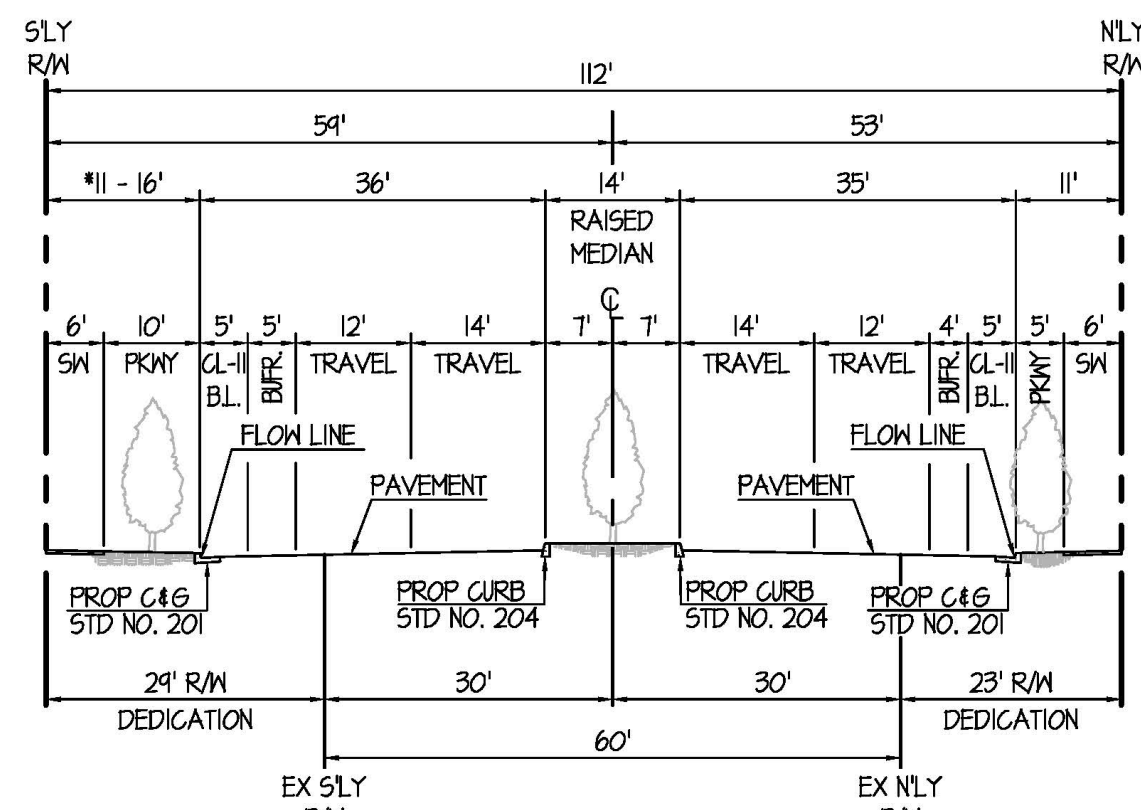 S'LY
R/W
N'LY
R/W
112'
59' 53'
*11 - 16' 36' 14' 35' 11'
RAISED
MEDIAN
℄
6' 10' 5' 5' 12' 14' 7' 7' 14' 12' 4' 5' 5' 6'
SW PKWY CL-II BUFR. TRAVEL TRAVEL TRAVEL TRAVEL BUFR. CL-II PKWY SW
B.L. B.L.
FLOW LINE FLOW LINE
PAVEMENT PAVEMENT
PROP C&G
STD NO. 201
PROP CURB
STD NO. 204
PROP CURB
STD NO. 204
PROP C&G
STD NO. 201
29' R/W 30' 30' 23' R/W
DEDICATION DEDICATION
60'
EX S'LY EX N'LY